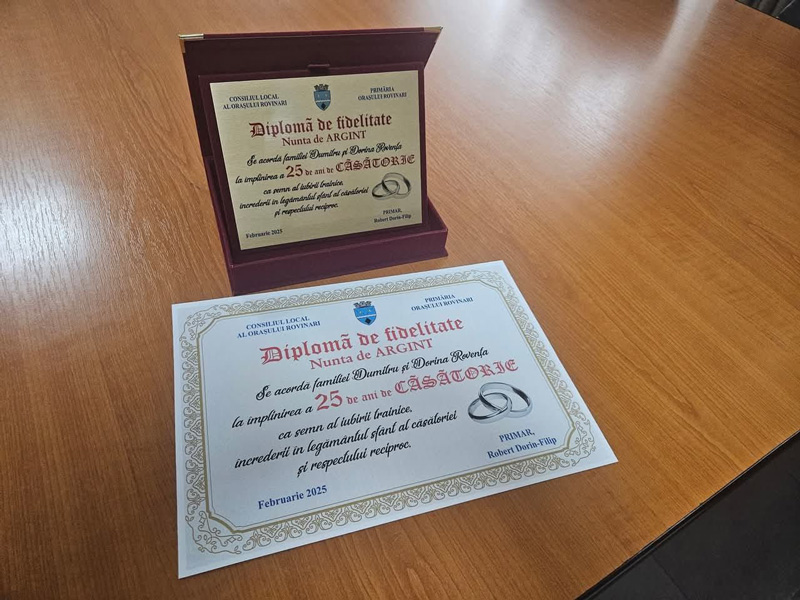 CONSILIUL LOCAL
AL ORAȘULUI ROVINARI
PRIMĂRIA
ORAȘULUI ROVINARI
Diplomă de fidelitate
Nunta de ARGINT
Se acordă familiei Dumitru și Dorina Rovența
la împlinirea a 25 de ani de CĂSĂTORIE
ca semn al iubirii trainice,
încrederii în legământul sfânt al căsătoriei
și respectului reciproc.
PRIMAR,
Robert Dorin-Filip
Februarie 2025
CONSILIUL LOCAL
AL ORAȘULUI ROVINARI
PRIMĂRIA
ORAȘULUI ROVINARI
Diplomă de fidelitate
Nunta de ARGINT
Se acordă familiei Dumitru și Dorina Rovența
la împlinirea a 25 de ani de CĂSĂTORIE
ca semn al iubirii trainice,
încrederii în legământul sfânt al căsătoriei
și respectului reciproc.
PRIMAR,
Robert Dorin-Filip
Februarie 2025